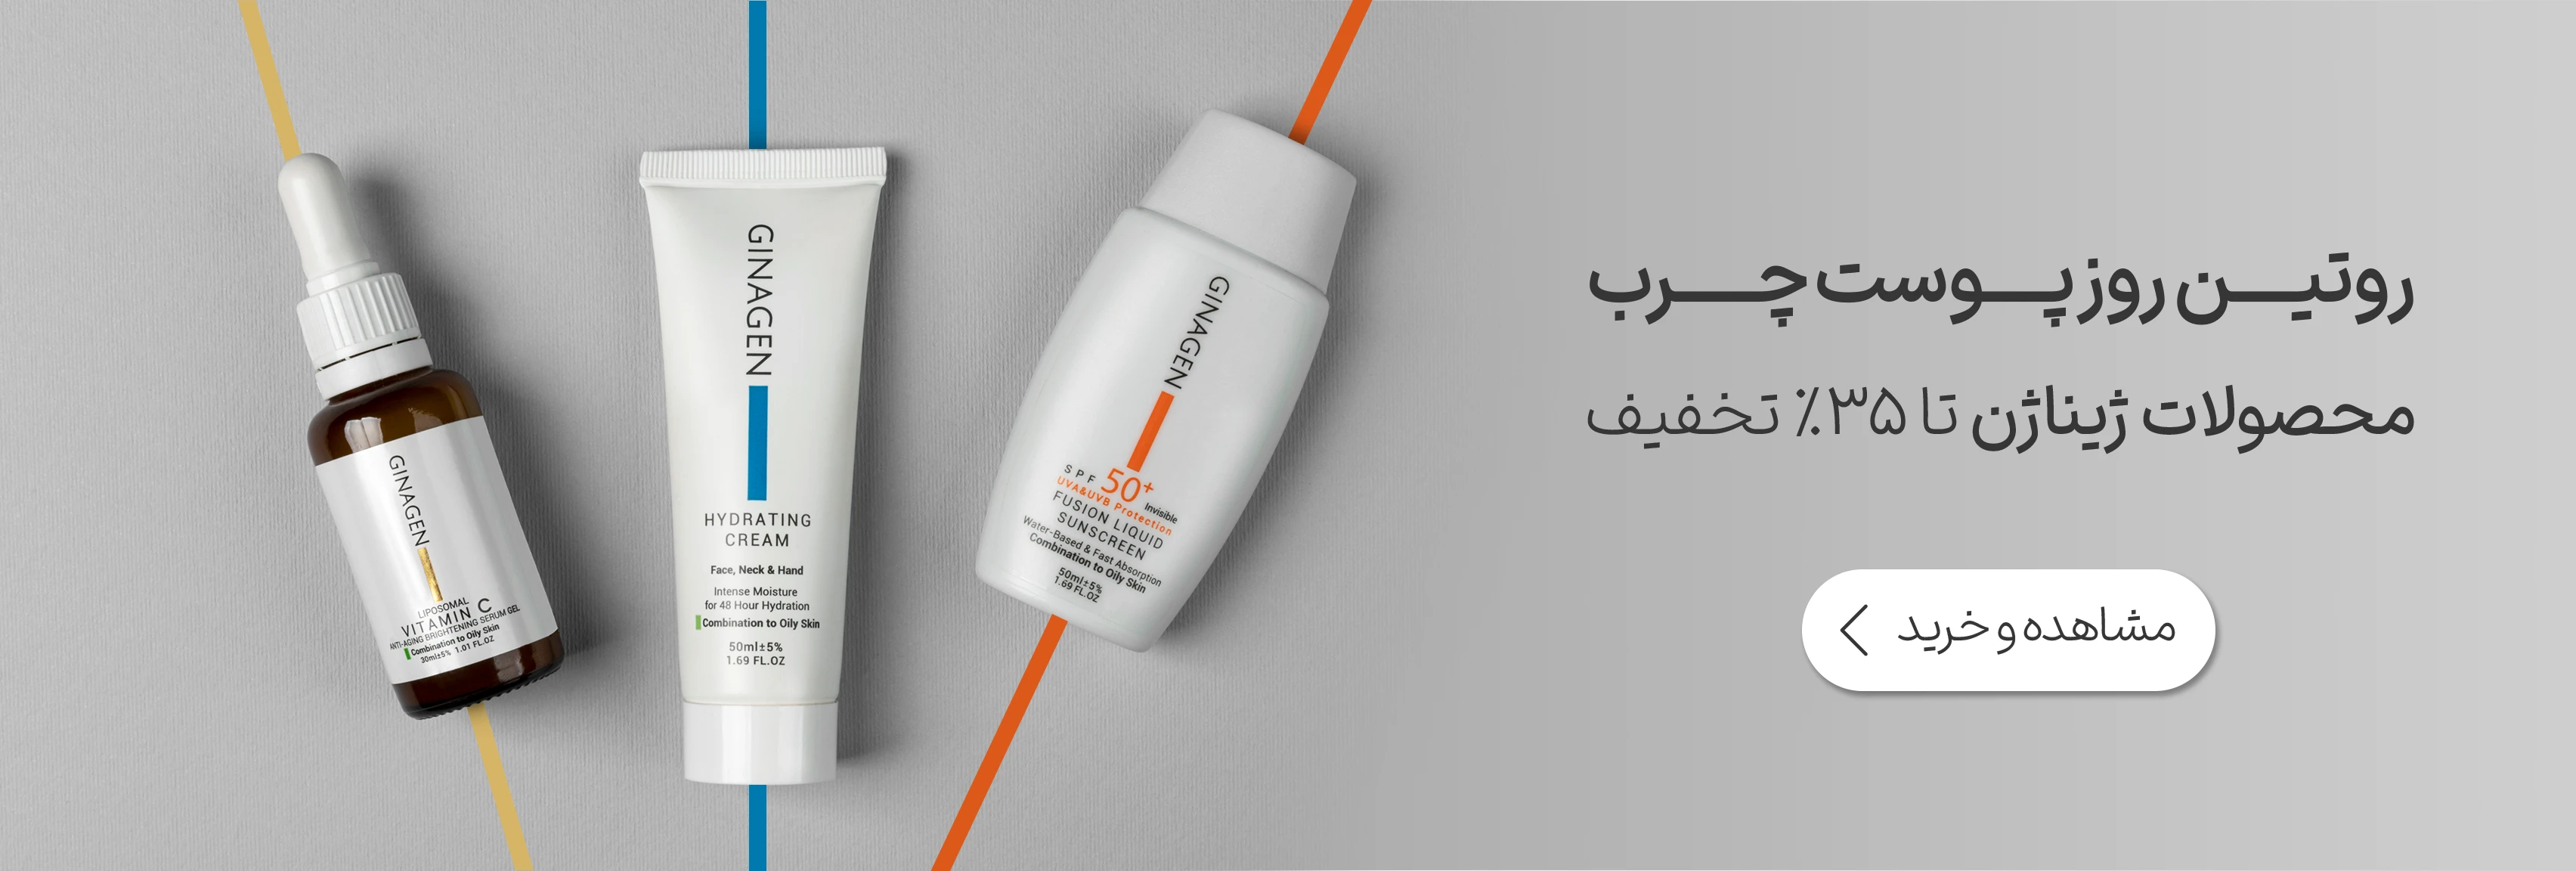 روتین روز پوست چرب
محصولات ژیناژن تا ۳۵٪ تخفیف
مشاهده و خرید
GINAGEN
LIPOSOMAL
VITAMIN C
ANTI-AGING BRIGHTENING SERUM GEL
Combination to Oily Skin
30ml±5% 1.01 FL.OZ
GINAGEN
HYDRATING
CREAM
Face, Neck & Hand
Intense Moisture
for 48 Hour Hydration
Combination to Oily Skin
50ml±5%
1.69 FL.OZ
GINAGEN
SPF 50+
Invisible
UVA&UVB Protection
FUSION LIQUID
SUNSCREEN
Water-Based & Fast Absorption
Combination to Oily Skin
50ml±5%
1.69 FL.OZ